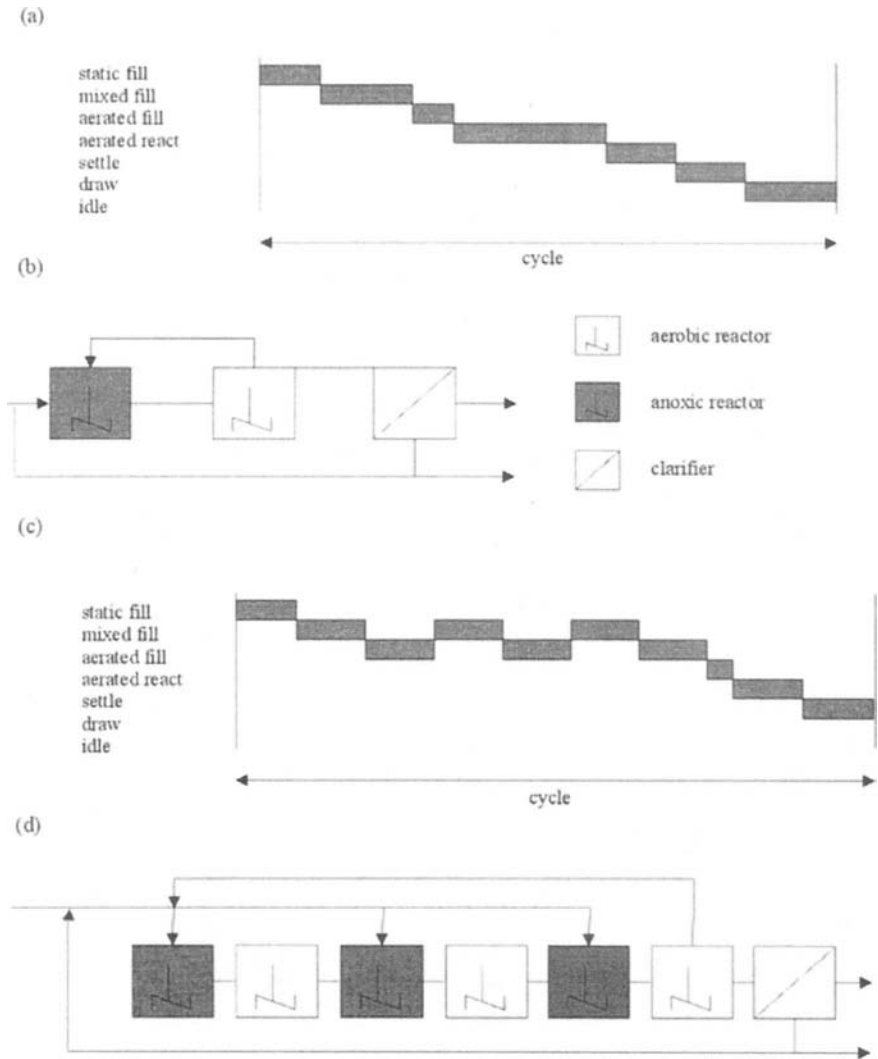 (a)
static fill
mixed fill
aerated fill
aerated react
settle
draw
idle
cycle
(b)
aerobic reactor
anoxic reactor
clarifier
(c)
static fill
mixed fill
aerated fill
aerated react
settle
draw
idle
cycle
(d)